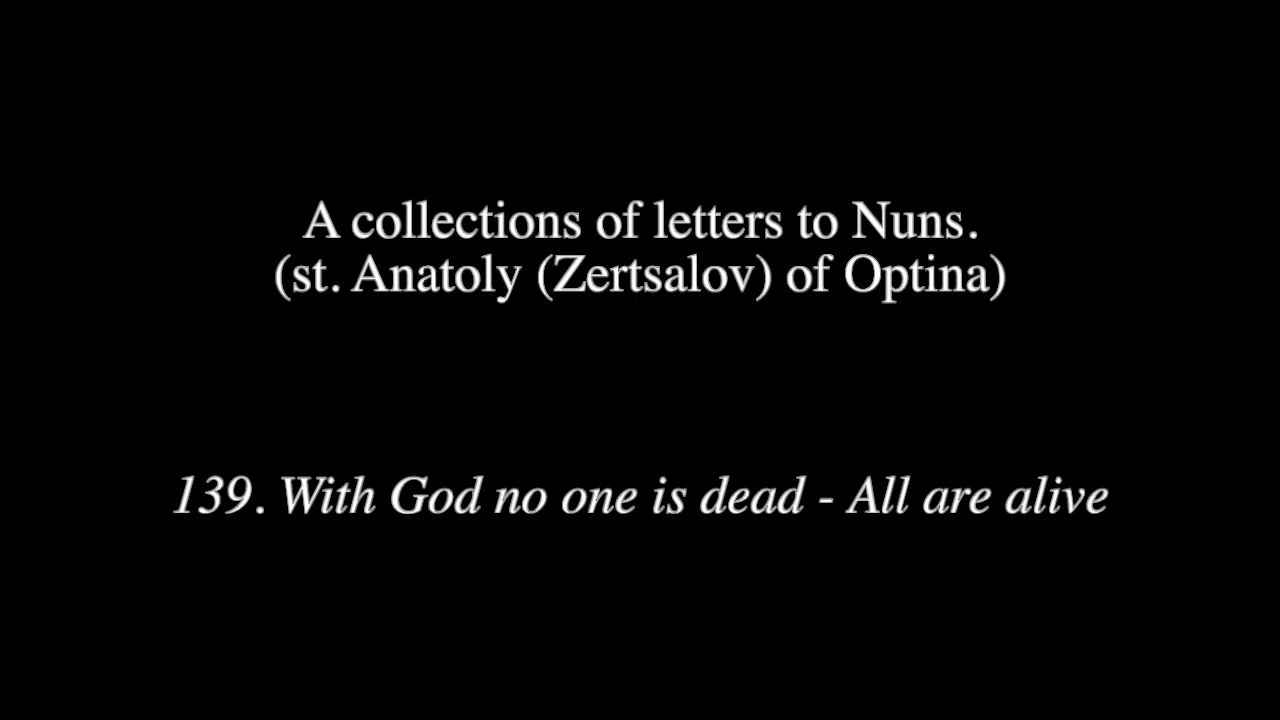 A collections of letters to Nuns.
(st. Anatoly (Zertsalov) of Optina)
139. With God no one is dead - All are alive